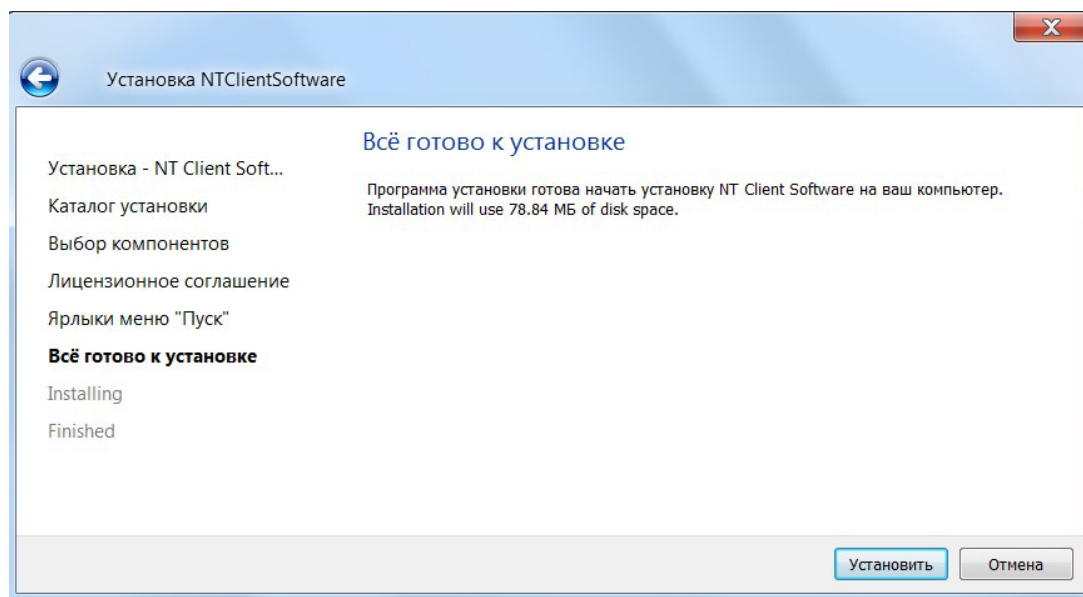 Установка NTClientSoftware
Установка - NT Client Soft...
Каталог установки
Выбор компонентов
Лицензионное соглашение
Ярлыки меню "Пуск"
Всё готово к установке
Installing
Finished
Всё готово к установке
Программа установки готова начать установку NT Client Software на ваш компьютер.
Installation will use 78.84 МБ of disk space.
Установить
Отмена